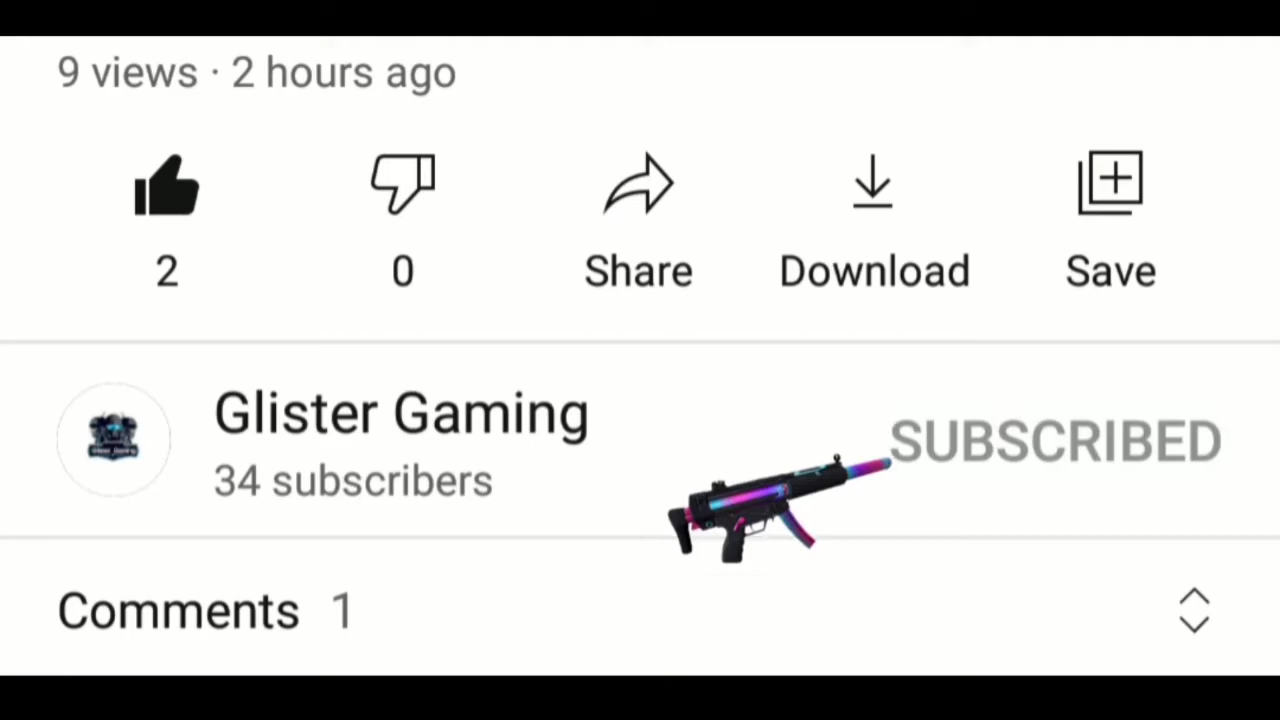 9 views · 2 hours ago
2
0
Share
Download
Save
Glister Gaming
34 subscribers
SUBSCRIBED
Comments 1